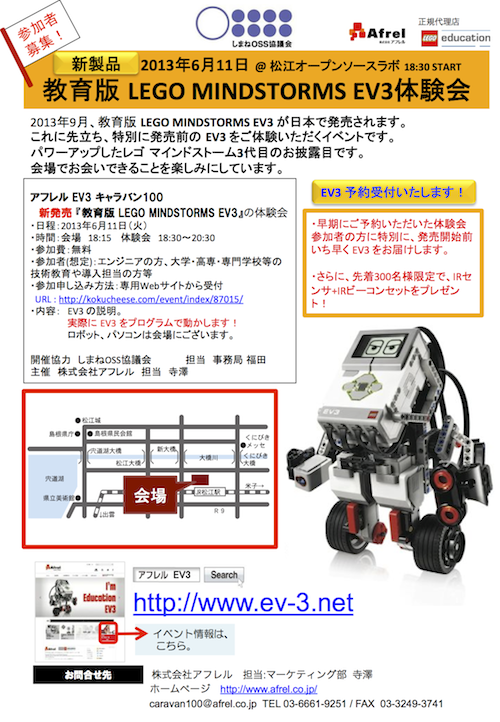 参加者
募集！
しまねOSS協議会
Afrel
株式会社アフレル
正規代理店
LEGO education
新製品
2013年6月11日 @ 松江オープンソースラボ 18:30 START
教育版 LEGO MINDSTORMS EV3体験会
2013年9月、教育版 LEGO MINDSTORMS EV3 が日本で発売されます。
これに先立ち、特別に発売前の EV3 をご体験いただくイベントです。
パワーアップしたレゴ マインドストーム3代目のお披露目です。
会場でお会いできることを楽しみにしています。
アフレル EV3 キャラバン100
新発売『教育版 LEGO MINDSTORMS EV3』の体験会
・日程：2013年6月11日（火）
・時間：会場 18:15 体験会 18:30～20:30
・参加費：無料
・参加者（想定）：エンジニアの方、大学・高専・専門学校等の
技術教育や導入担当の方等
・参加申し込み方法：専用Webサイトから受付
URL：http://kokucheese.com/event/index/87015/
・内容： EV3 の説明。
実際に EV3 をプログラムで動かします！
ロボット、パソコンは会場にございます。
開催協力 しまねOSS協議会 担当 事務局 福田
主催 株式会社アフレル 担当 寺澤
EV3 予約受付いたします！
・早期にご予約いただいた体験会
参加者の方に特別に、発売開始前
いち早く EV3 をお届けします。
・さらに、先着300名様限定で、IRセ
ンサ+IRビーコンセットをプレゼン
ト！
松江城
島根県庁
島根県民会館
くにびき
メッセ
宍道湖大橋
新大橋
松江大橋
大橋川
くにびき
大橋
宍道湖
米子→
会場
JR松江駅
県立美術館
↓出雲
R 9
EV3
Afrel
I'm
Education
EV3
アフレル EV3
Search
http://www.ev-3.net
イベント情報は、
こちら。
お問合せ先
株式会社アフレル 担当：マーケティング部 寺澤
ホームページ http://www.afrel.co.jp/
caravan100@afrel.co.jp TEL 03-6661-9251 / FAX 03-3249-3741